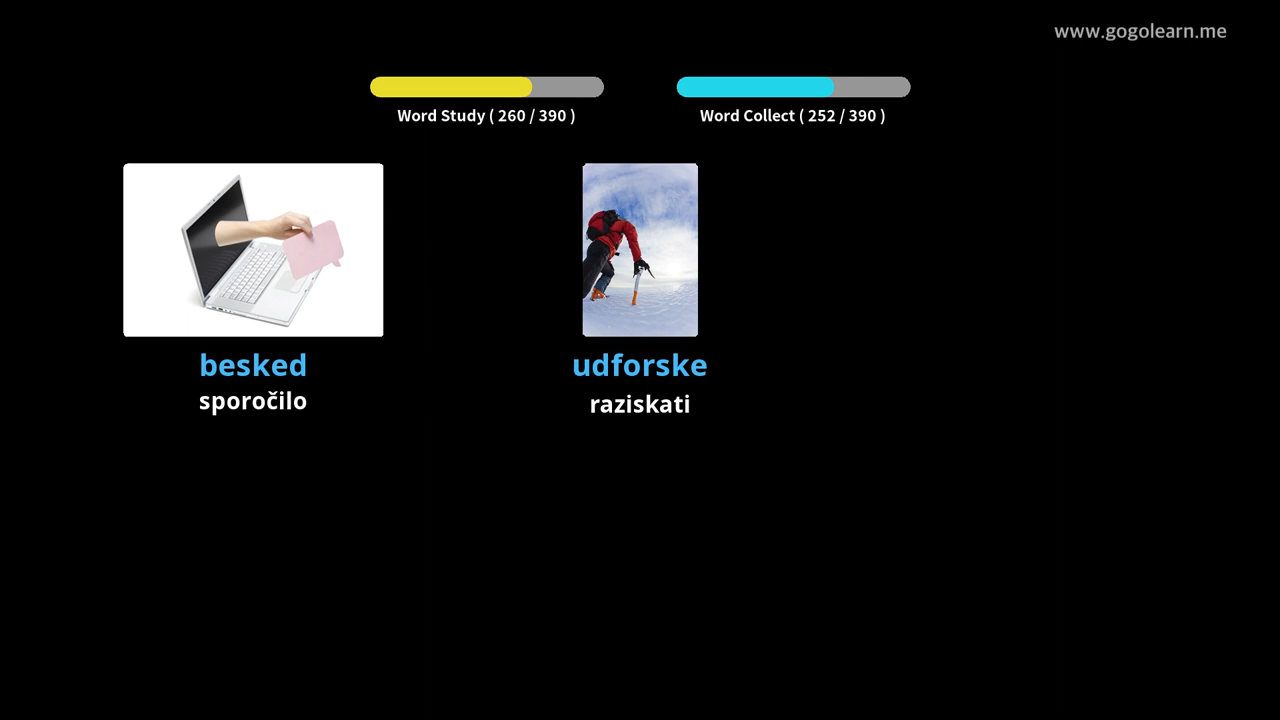 www.gogolearn.me
Word Study ( 260 / 390 )
Word Collect ( 252 / 390 )
besked
sporočilo
udforske
raziskati